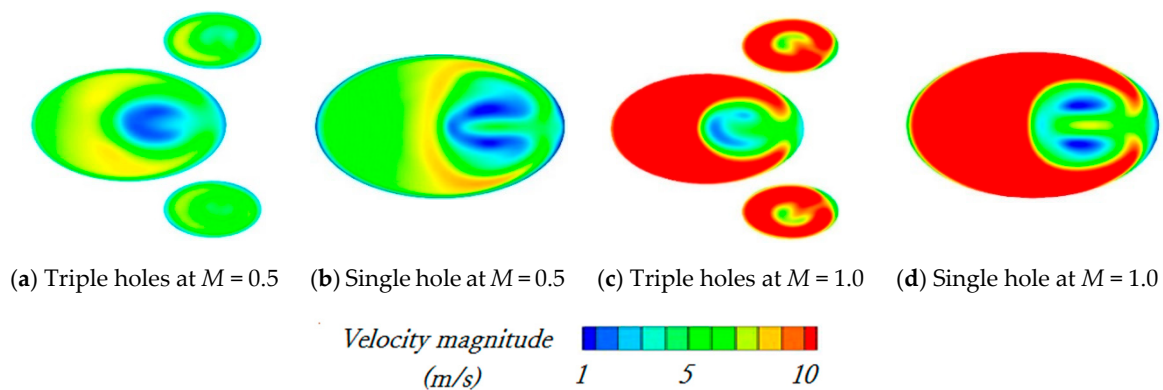 (a) Triple holes at M = 0.5 (b) Single hole at M = 0.5 (c) Triple holes at M = 1.0 (d) Single hole at M = 1.0
Velocity magnitude
(m/s) 1 5 10